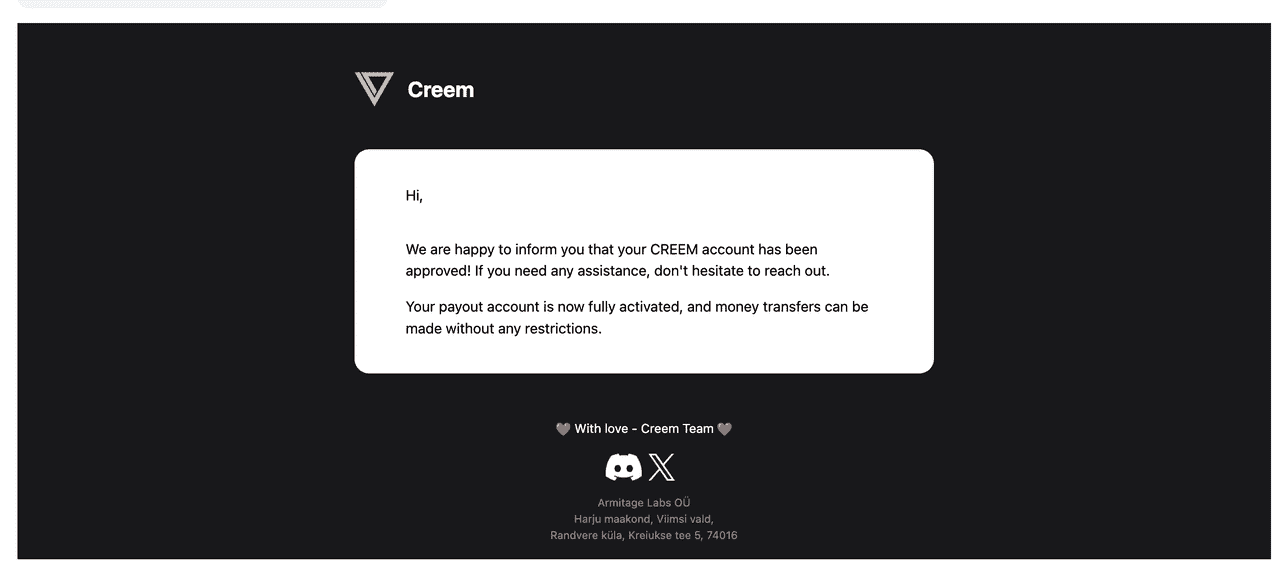 Creem
Hi,
We are happy to inform you that your CREEM account has been
approved! If you need any assistance, don't hesitate to reach out.
Your payout account is now fully activated, and money transfers can be
made without any restrictions.
🩶 With love - Creem Team 🩶
Armitage Labs OÜ
Harju maakond, Viimsi vald,
Randvere küla, Kreiukse tee 5, 74016